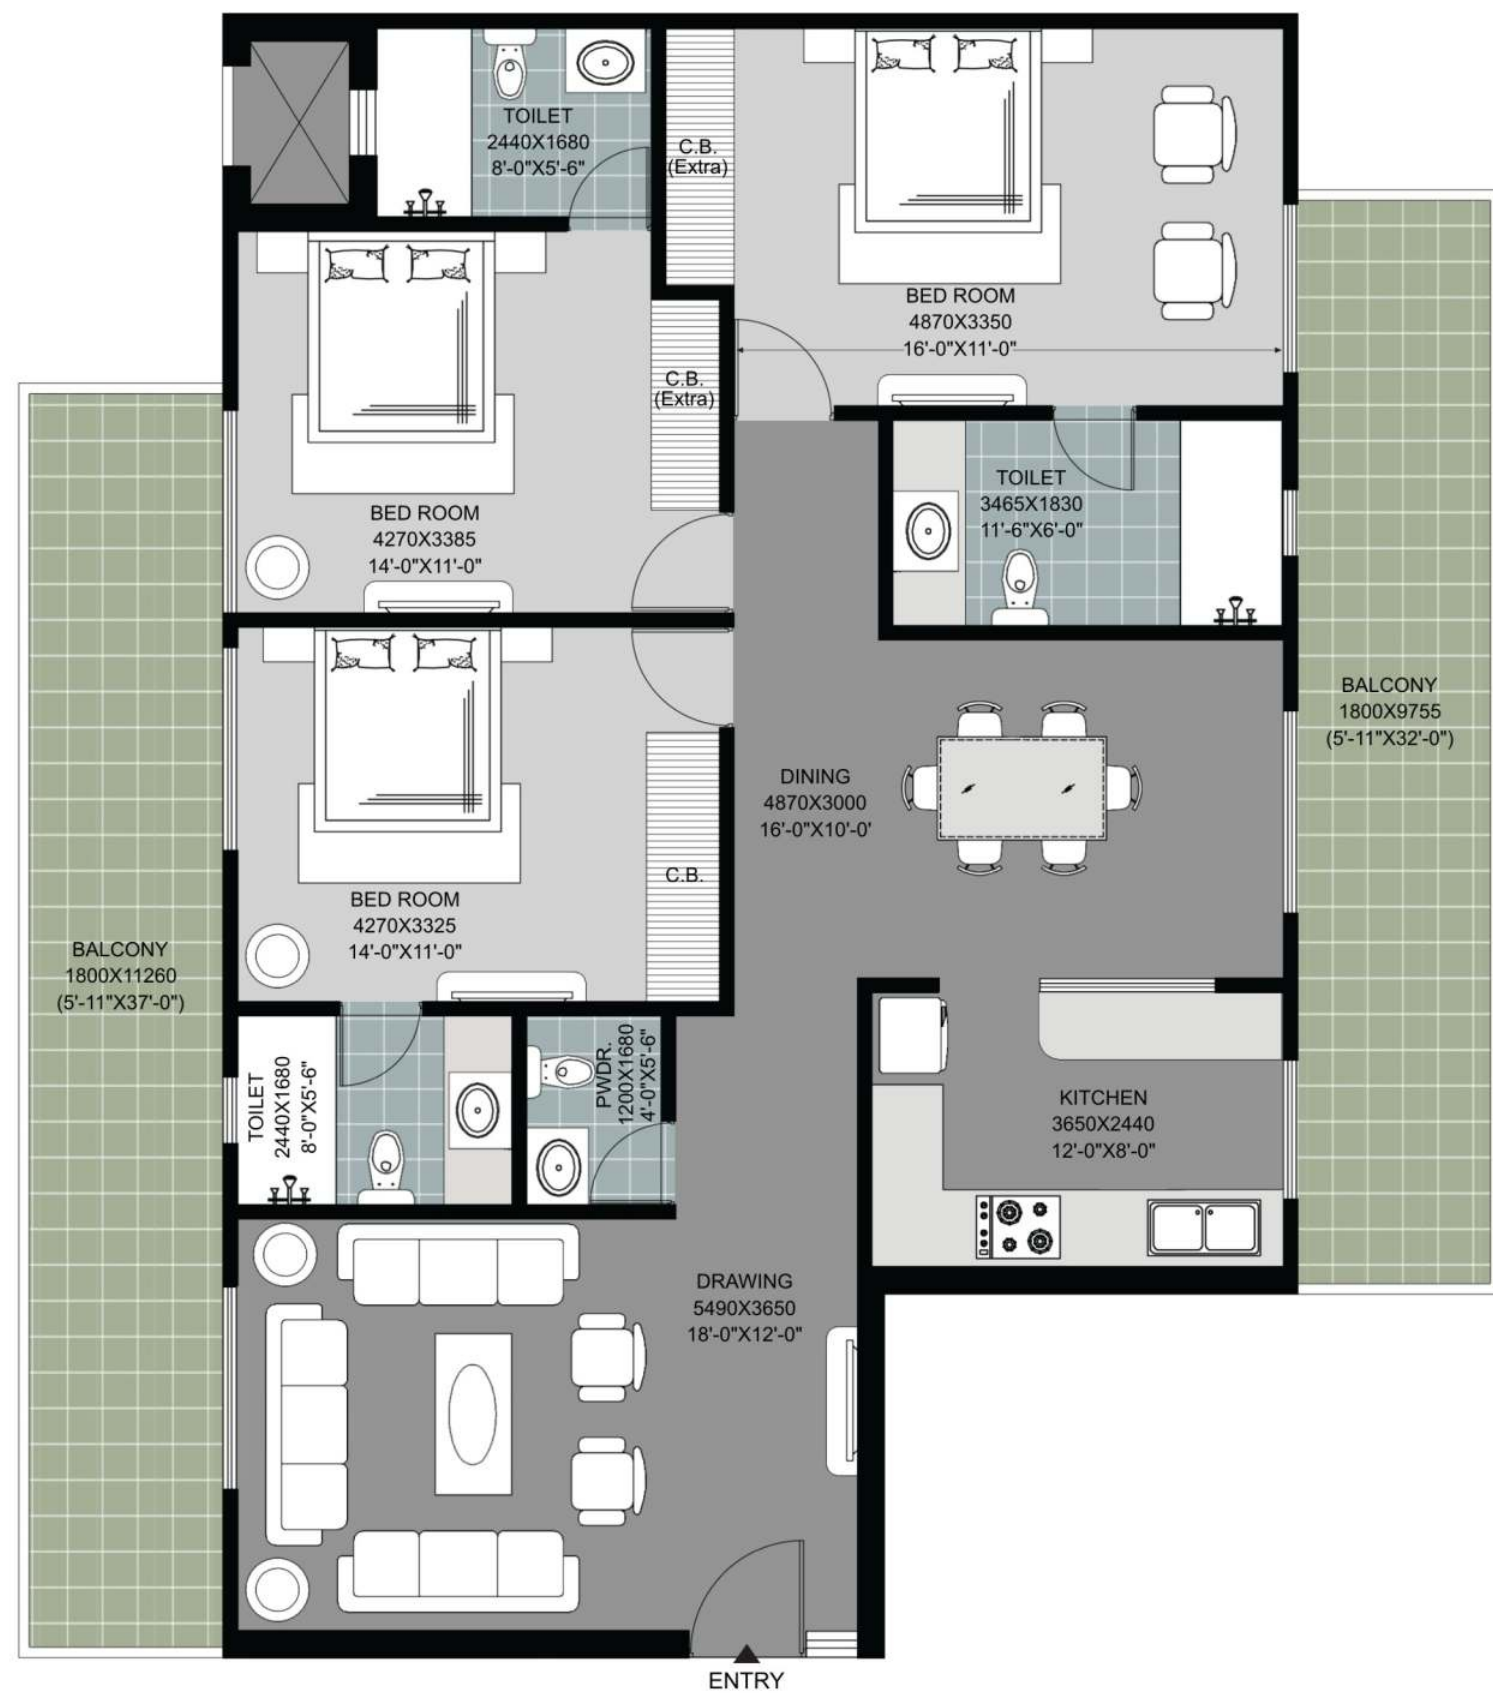 TOILET
2440X1680
8'-0"X5'-6"
C.B.
(Extra)
BED ROOM
4870X3350
16'-0"X11'-0"
C.B.
(Extra)
BED ROOM
4270X3385
14'-0"X11'-0"
TOILET
3465X1830
11'-6"X6'-0"
BALCONY
1800X9755
(5'-11"X32'-0")
DINING
4870X3000
16'-0"X10'-0'
C.B.
BED ROOM
4270X3325
14'-0"X11'-0"
BALCONY
1800X11260
(5'-11"X37'-0")
TOILET
2440X1680
8'-0"X5'-6"
PWDR.
1200X1680
4'-0"X5'-6"
KITCHEN
3650X2440
12'-0"X8'-0"
DRAWING
5490X3650
18'-0"X12'-0"
ENTRY